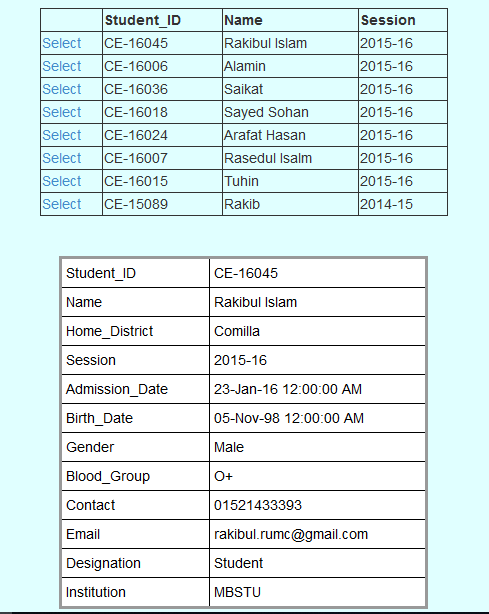 Student_ID Name Session
Select CE-16045 Rakibul Islam 2015-16
Select CE-16006 Alamin 2015-16
Select CE-16036 Saikat 2015-16
Select CE-16018 Sayed Sohan 2015-16
Select CE-16024 Arafat Hasan 2015-16
Select CE-16007 Rasedul Isalm 2015-16
Select CE-16015 Tuhin 2015-16
Select CE-15089 Rakib 2014-15
Student_ID CE-16045
Name Rakibul Islam
Home_District Comilla
Session 2015-16
Admission_Date 23-Jan-16 12:00:00 AM
Birth_Date 05-Nov-98 12:00:00 AM
Gender Male
Blood_Group O+
Contact 01521433393
Email rakibul.rumc@gmail.com
Designation Student
Institution MBSTU